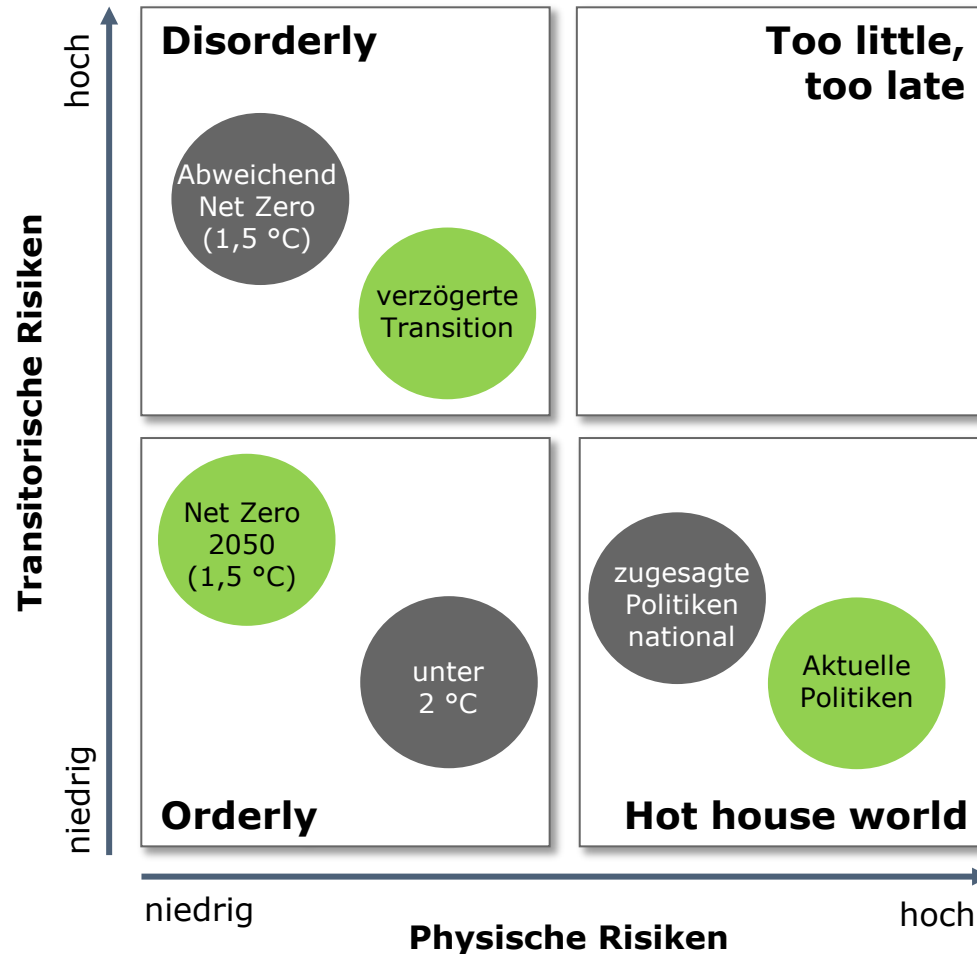 Disorderly
Too little,
too late
hoch
Abweichend
Net Zero
(1,5 °C)
verzögerte
Transition
Transitorische Risiken
Net Zero
2050
(1,5 °C)
zugesagte
Politiken
national
unter
2 °C
Aktuelle
Politiken
niedrig
Orderly
Hot house world
niedrig
hoch
Physische Risiken